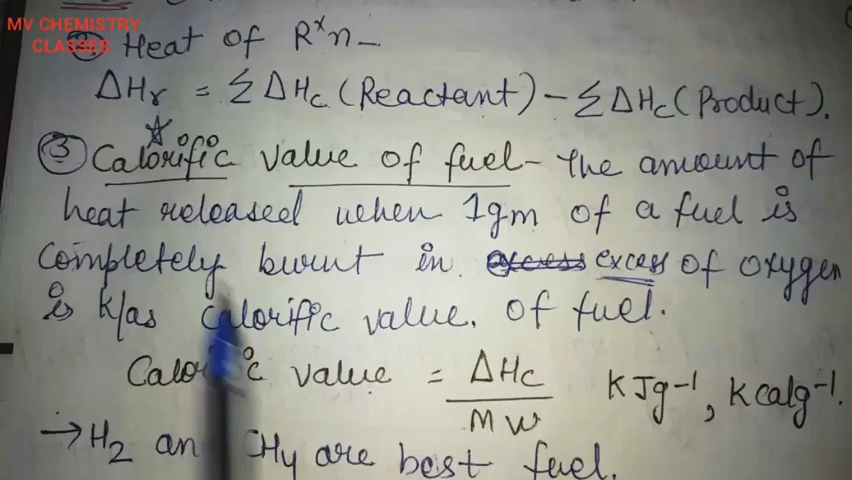 MV CHEMISTRY
CLASSES
② Heat of Rˣn –
ΔHr = ΣΔHc (Reactant) – ΣΔHc (Product).
③ Calorific value of fuel – The amount of
heat released when 1gm of a fuel is
completely burnt in excess of oxygen
is K/as calorific value. of fuel.
Calorific value = ΔHc / MW KJg⁻¹, Kcalg⁻¹.
→ H₂ an CH₄ are best fuel.